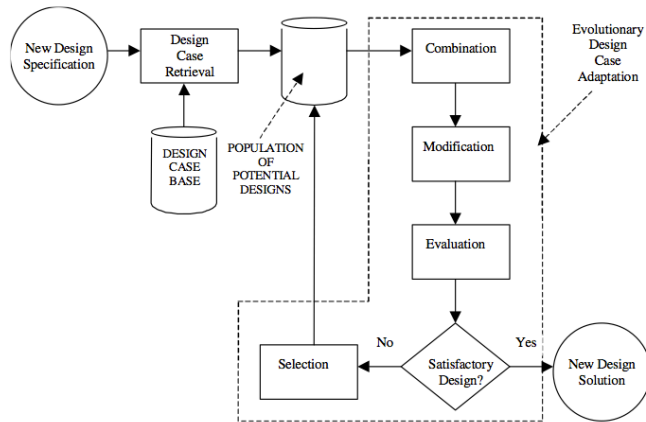 New Design
Specification
Design
Case
Retrieval
DESIGN
CASE
BASE
POPULATION
OF
POTENTIAL
DESIGNS
Combination
Modification
Evaluation
Satisfactory
Design?
No
Yes
Selection
New Design
Solution
Evolutionary
Design
Case
Adaptation